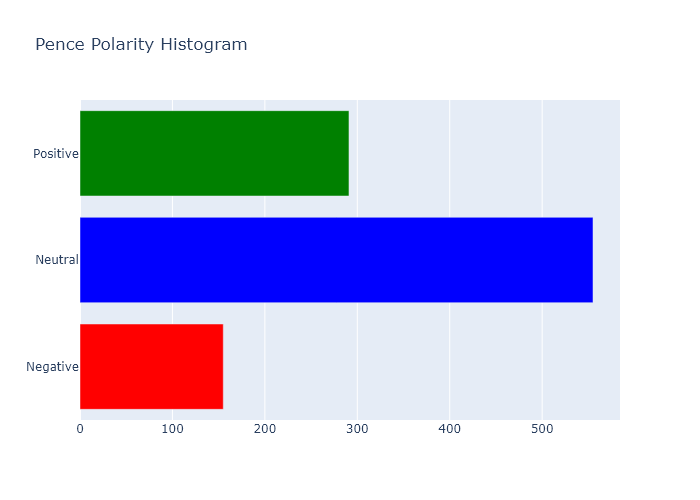 Pence Polarity Histogram
Positive
Neutral
Negative
0 100 200 300 400 500